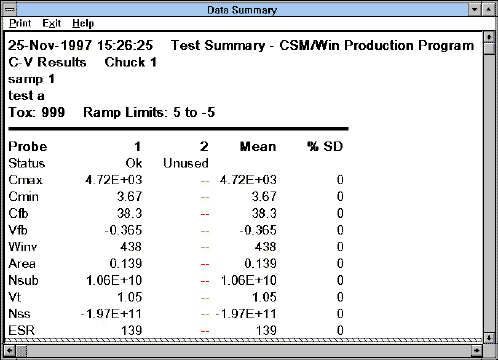 Data Summary
Print Exit Help
25-Nov-1997 15:26:25 Test Summary - CSM/Win Production Program
C-V Results Chuck 1
samp 1
test a
Tox: 999 Ramp Limits: 5 to -5
Probe 1 2 Mean % SD
Status Ok Unused
Cmax 4.72E+03 -- 4.72E+03 0
Cmin 3.67 -- 3.67 0
Cfb 38.3 -- 38.3 0
Vfb -0.365 -- -0.365 0
Winv 438 -- 438 0
Area 0.139 -- 0.139 0
Nsub 1.06E+10 -- 1.06E+10 0
Vt 1.05 -- 1.05 0
Nss -1.97E+11 -- -1.97E+11 0
ESR 139 -- 139 0